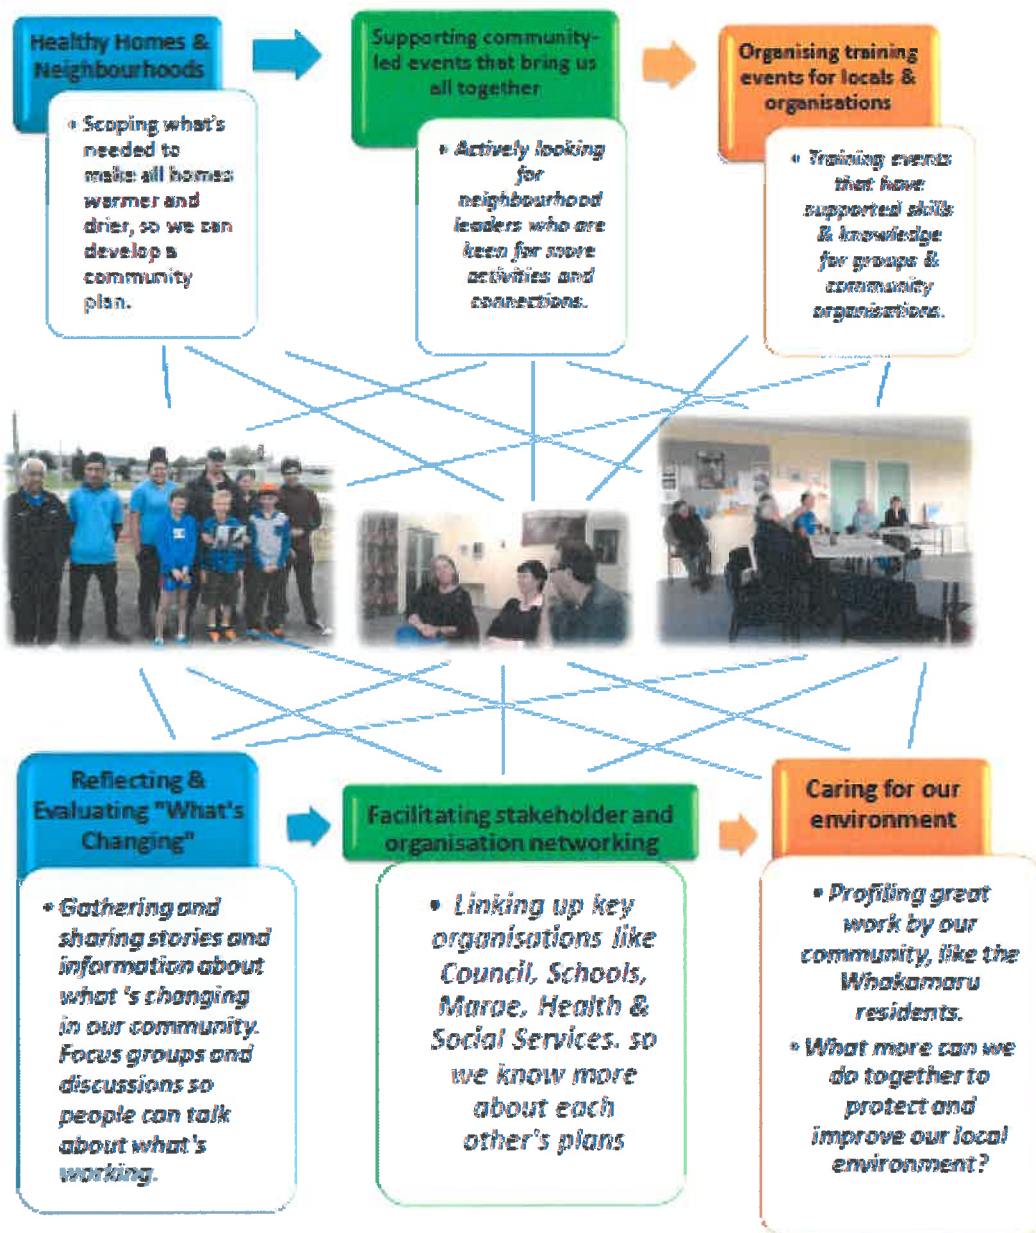 Healthy Homes &
Neighbourhoods
• Scoping what's
needed to
make all homes
warmer and
drier, so we can
develop a
community
plan.
Supporting community-
led events that bring us
all together
• Actively looking
for
neighbourhood
leaders who are
keen for more
activities and
connections.
Organising training
events for locals &
organisations
• Training events
that have
supported skills
& knowledge
for groups &
community
organisations.
Reflecting &
Evaluating "What's
Changing"
• Gathering and
sharing stories and
information about
what 's changing
in our community.
Focus groups and
discussions so
people can talk
about what's
working.
Facilitating stakeholder and
organisation networking
• Linking up key
organisations like
Council, Schools,
Marae, Health &
Social Services. so
we know more
about each
other's plans
Caring for our
environment
• Profiling great
work by our
community, like the
Whakamaru
residents.
• What more can we
do together to
protect and
improve our local
environment?